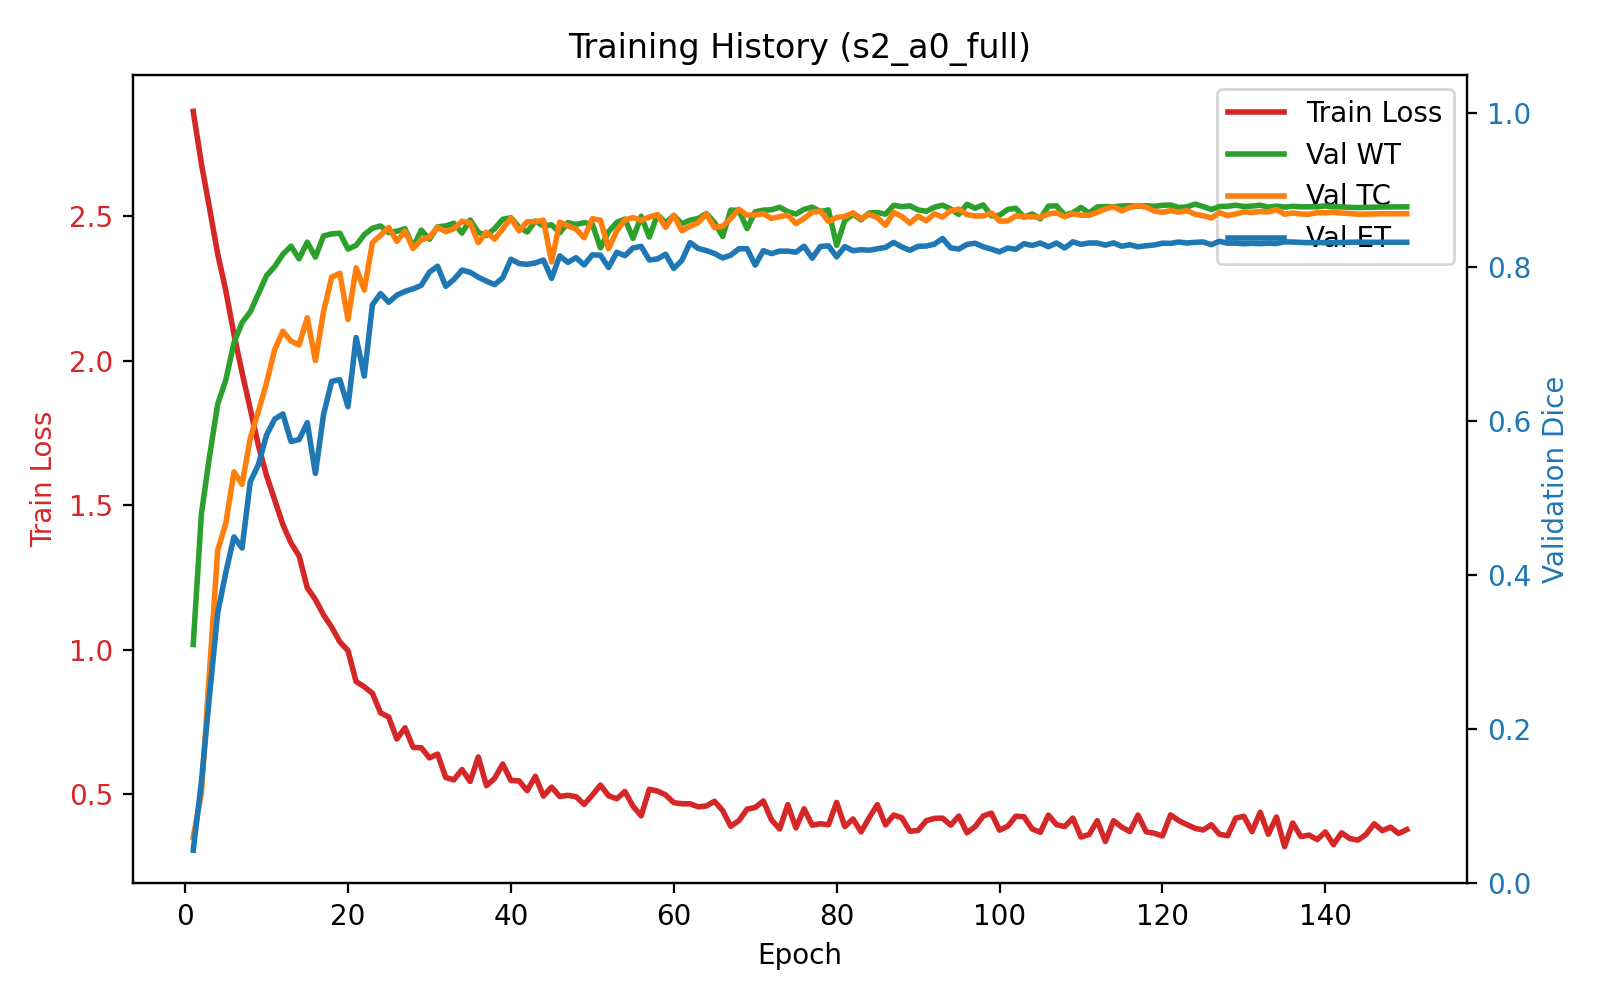 Training History (s2_a0_full)
Train Loss
Val WT
Val TC
Val ET
2.5
2.0
1.5
1.0
0.5
Train Loss
1.0
0.8
0.6
0.4
0.2
0.0
Validation Dice
0 20 40 60 80 100 120 140
Epoch